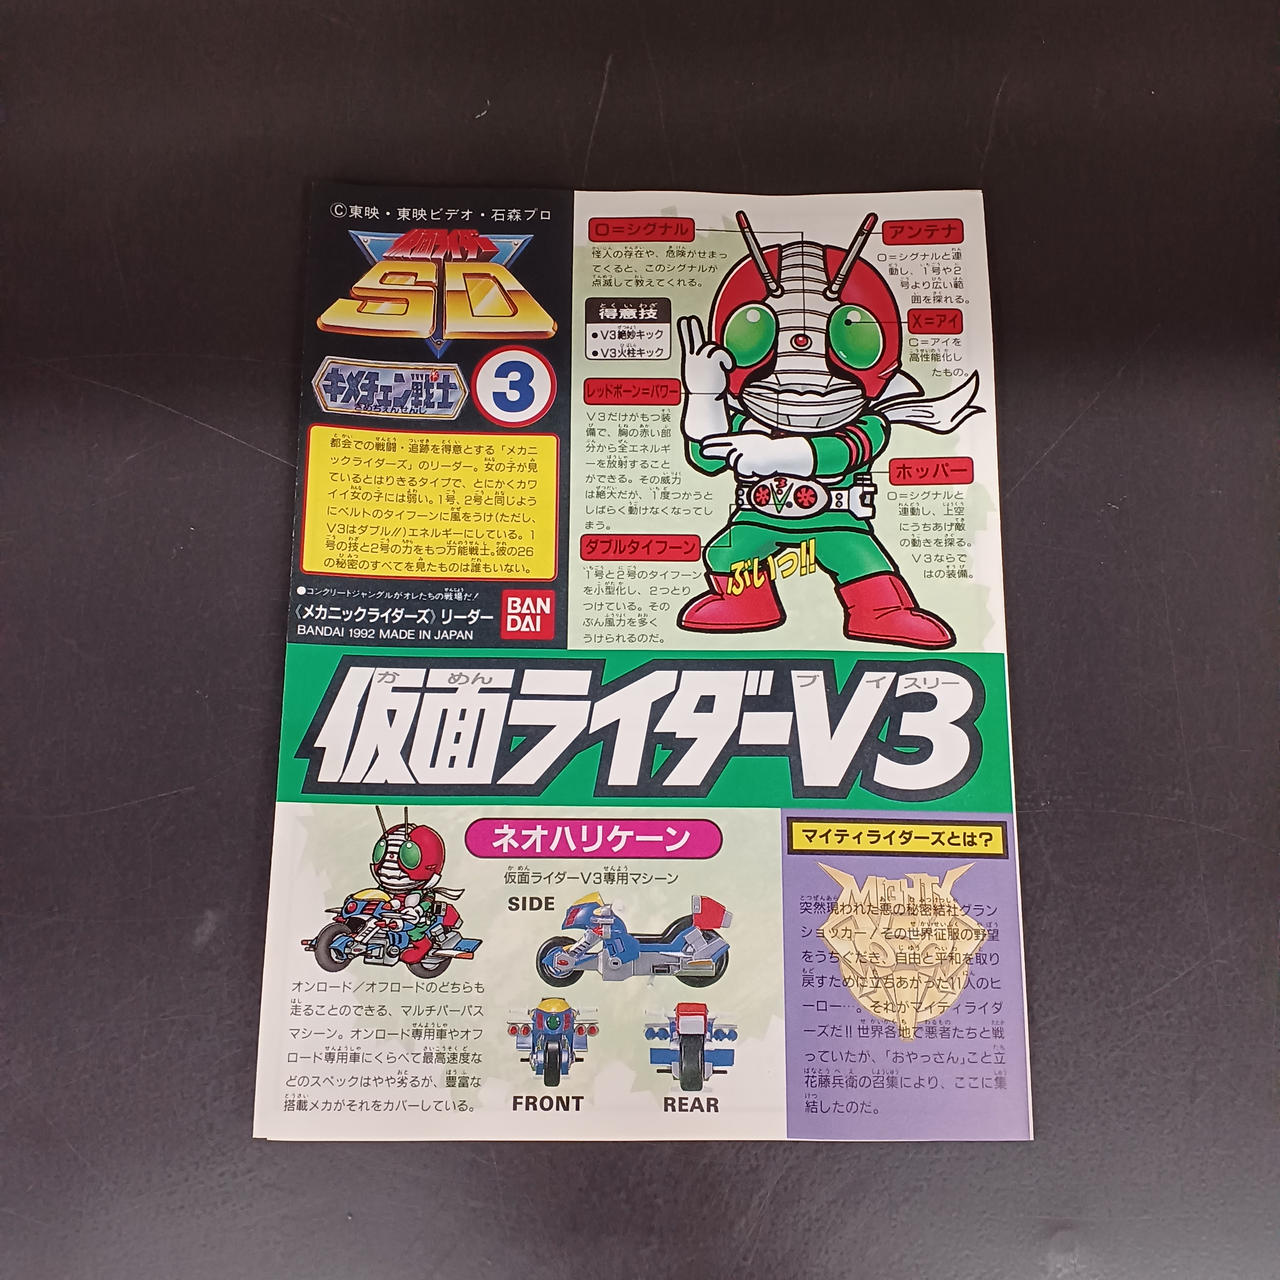 ©東映・東映ビデオ・石森プロ
仮面ライダー
SD
キメチェン戦士
きめちぇんせんし
3
都会での戦闘・追跡を得意とする「メカニ
ックライダーズ」のリーダー。女の子が見
ているとはりきるタイプで、とにかくカワ
イイ女の子には弱い。1号、2号と同じよう
にベルトのタイフーンに風をうけ(ただし、
V3はダブル!!)エネルギーにしている。1
号の技と2号の力をもつ万能戦士。彼の26
の秘密のすべてを見たものは誰もいない。
●コンクリートジャングルがオレたちの戦場だ!
〈メカニックライダーズ〉リーダー
BANDAI 1992 MADE IN JAPAN
BAN
DAI
O=シグナル
怪人の存在や、危険がせまっ
てくると、このシグナルが
点滅して教えてくれる。
とくいわざ
得意技
●V3絶妙キック
●V3火柱キック
レッドボーン=パワー
V3だけがもつ装
備で、胸の赤い部
分から全エネルギ
ーを放射すること
ができる。その威力
は絶大だが、1度つかうと
しばらく動けなくなってし
まう。
ダブルタイフーン
1号と2号のタイフーン
を小型化し、2つとり
つけている。その
ぶん風力を多く
うけられるのだ。
アンテナ
O=シグナルと連
動し、1号や2
号より広い範
囲を探れる。
X=アイ
C=アイを
高性能化し
たもの。
ホッパー
O=シグナルと
連動し、上空
にうちあげ敵
の動きを探る。
V3ならで
はの装備。
ぶいっ!!
かめん ブイスリー
仮面ライダーV3
ネオハリケーン
仮面ライダーV3専用マシーン
SIDE
FRONT
REAR
オンロード/オフロードのどちらも
走ることのできる、マルチパーパス
マシーン。オンロード専用車やオフ
ロード専用車にくらべて最高速度な
どのスペックはやや劣るが、豊富な
搭載メカがそれをカバーしている。
マイティライダーズとは?
MIGHTY
突然現われた悪の秘密結社グラン
ショッカー!その世界征服の野望
をうちくだき、自由と平和を取り
戻すために立ちあがった11人のヒ
ーロー…。それがマイティライダ
ーズだ!!世界各地で悪者たちと戦
っていたが、「おやっさん」こと立
花藤兵衛の召集により、ここに集
結したのだ。